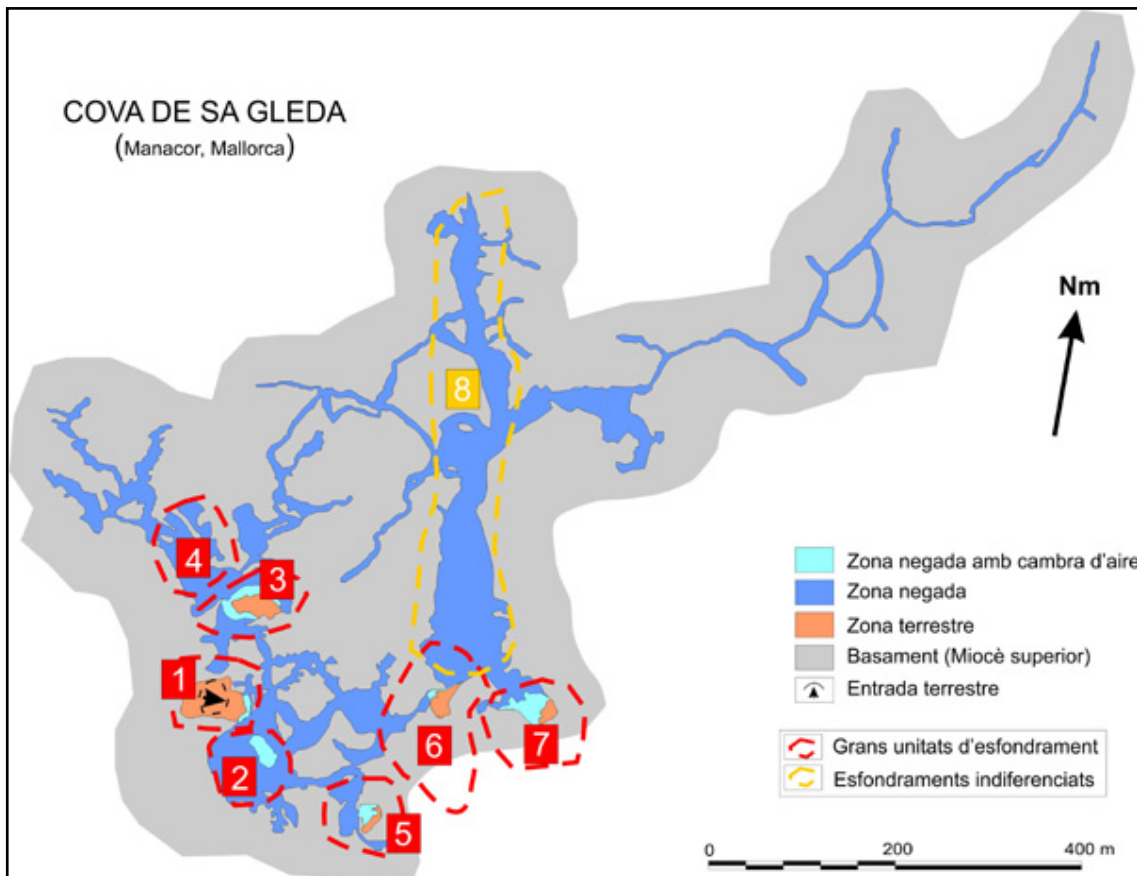 COVA DE SA GLEDA
(Manacor, Mallorca)
Nm
8
4
3
1
2
6
7
5
Zona negada amb cambra d'aire
Zona negada
Zona terrestre
Basament (Miocè superior)
Entrada terrestre
Grans unitats d'esfondrament
Esfondraments indiferenciats
0 200 400 m